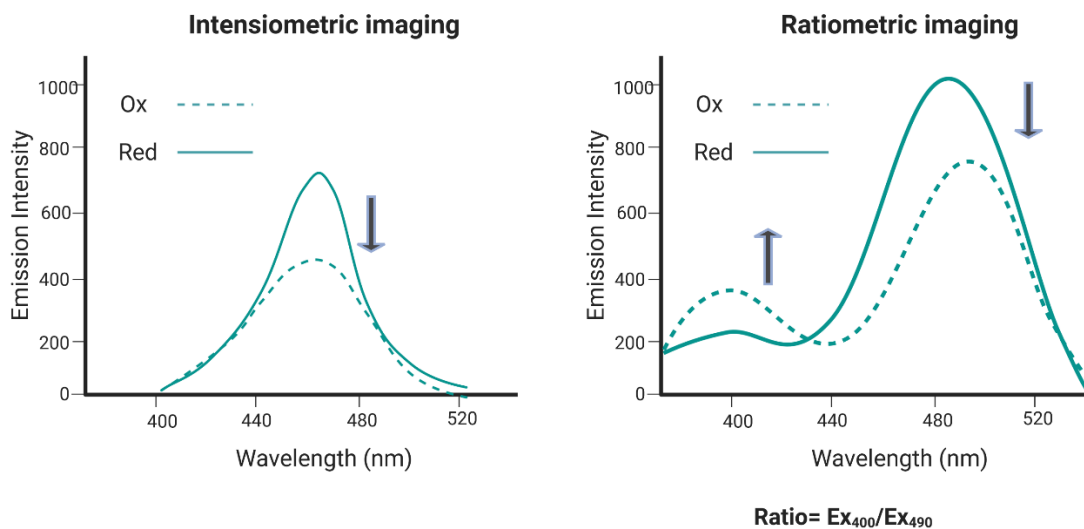 Intensiometric imaging
Emission Intensity
1000
800
600
400
200
0
Ox
Red
400
440
480
520
Wavelength (nm)
Ratiometric imaging
Emission Intensity
1000
800
600
400
200
0
Ox
Red
400
440
480
520
Wavelength (nm)
Ratio= Ex₄₀₀/Ex₄₉₀